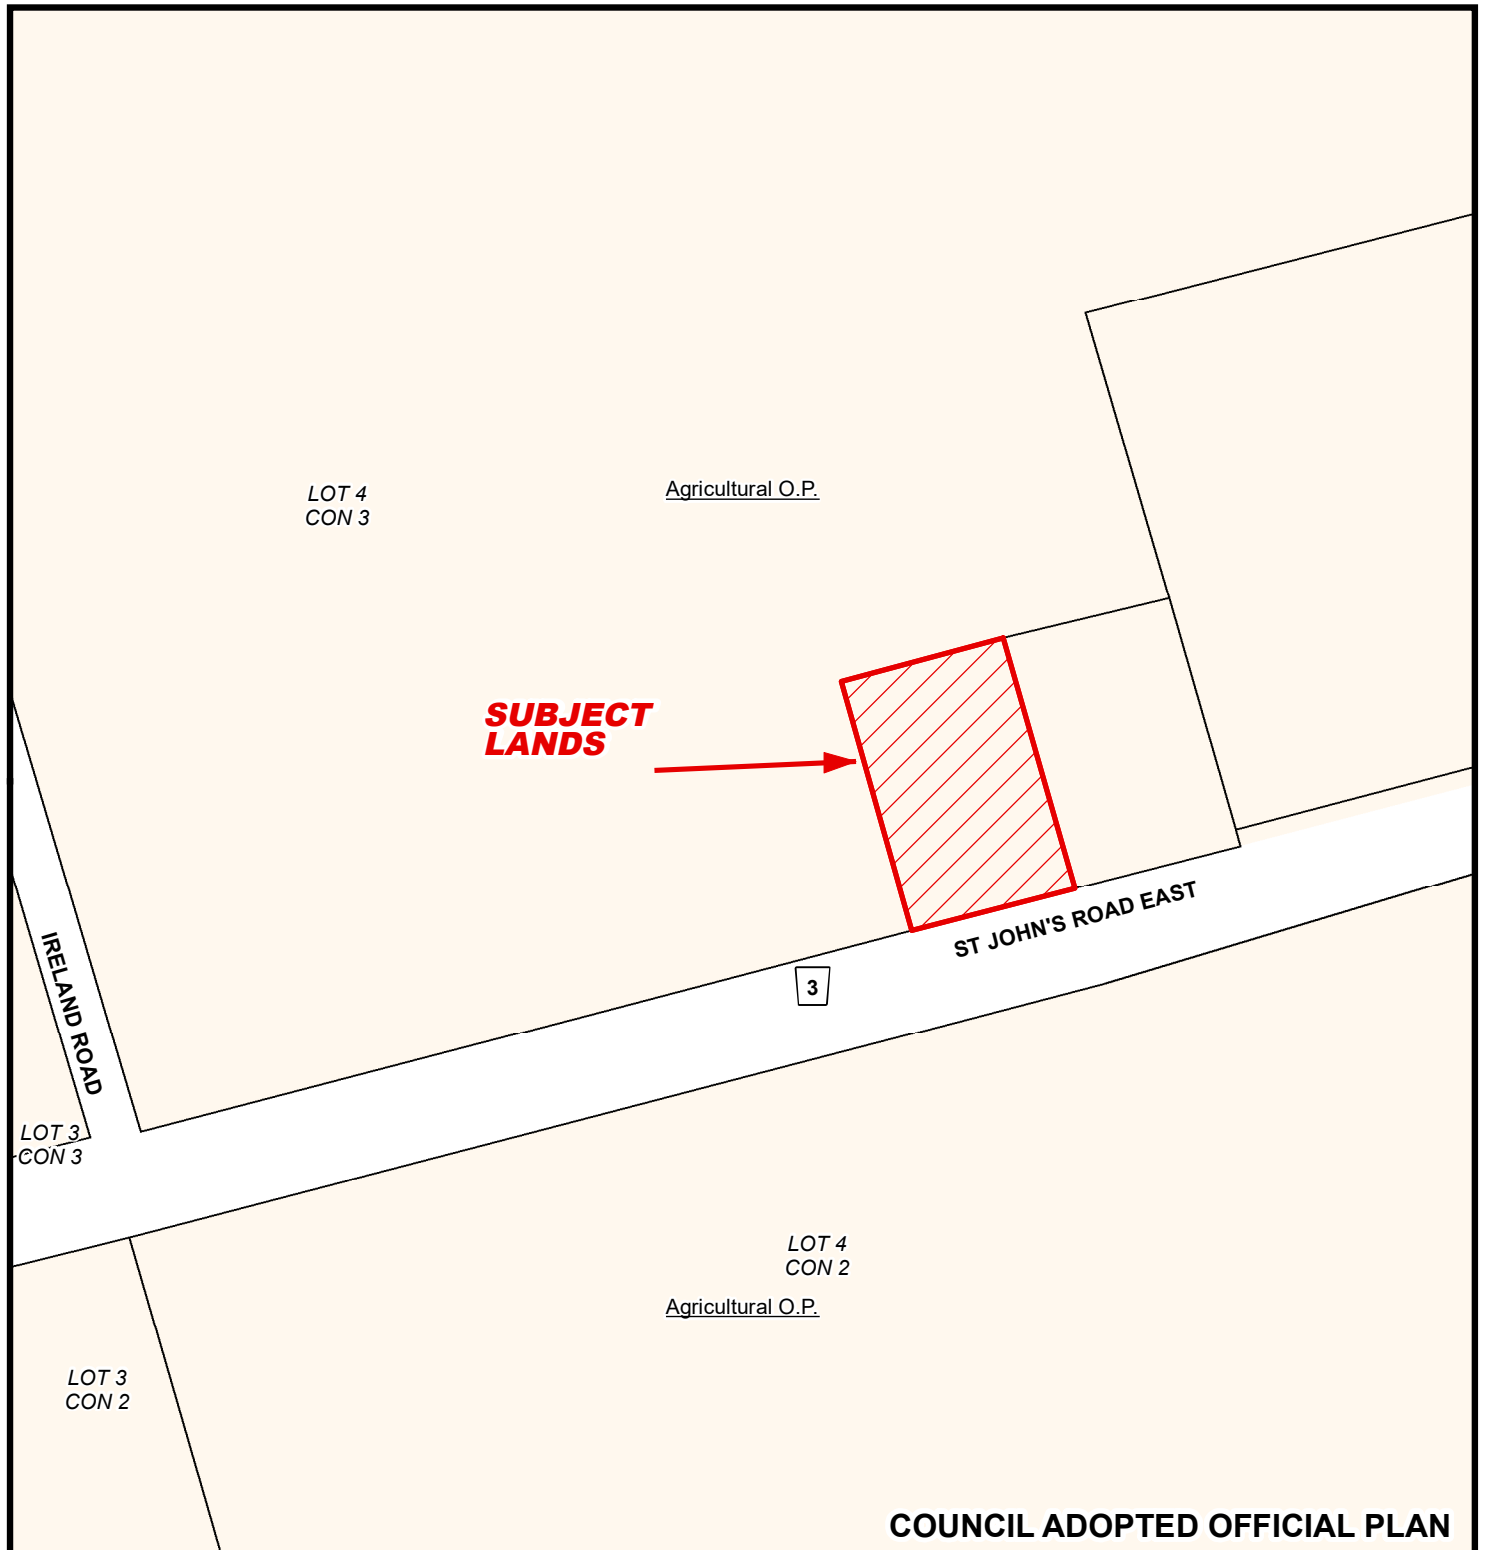 LOT 4
CON 3
Agricultural O.P.
SUBJECT
LANDS
ST JOHN'S ROAD EAST
3
IRELAND ROAD
LOT 3
CON 3
LOT 4
CON 2
Agricultural O.P.
LOT 3
CON 2
COUNCIL ADOPTED OFFICIAL PLAN